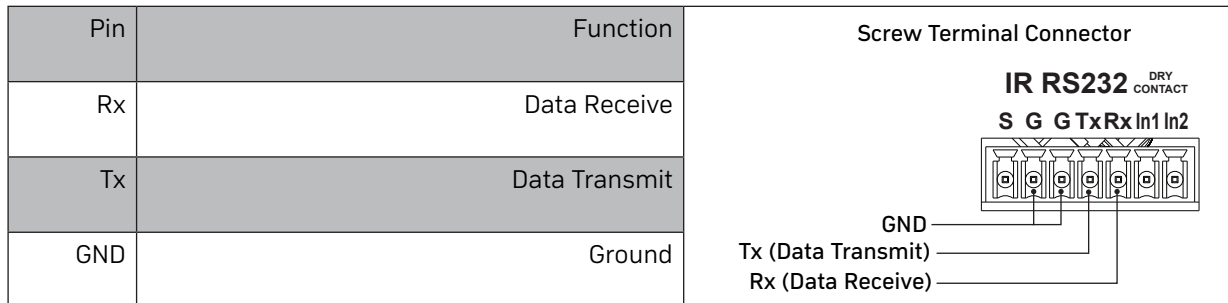 Pin Function
Rx Data Receive
Tx Data Transmit
GND Ground
Screw Terminal Connector
IR RS232 DRY CONTACT
S G G Tx Rx In1 In2
GND
Tx (Data Transmit)
Rx (Data Receive)